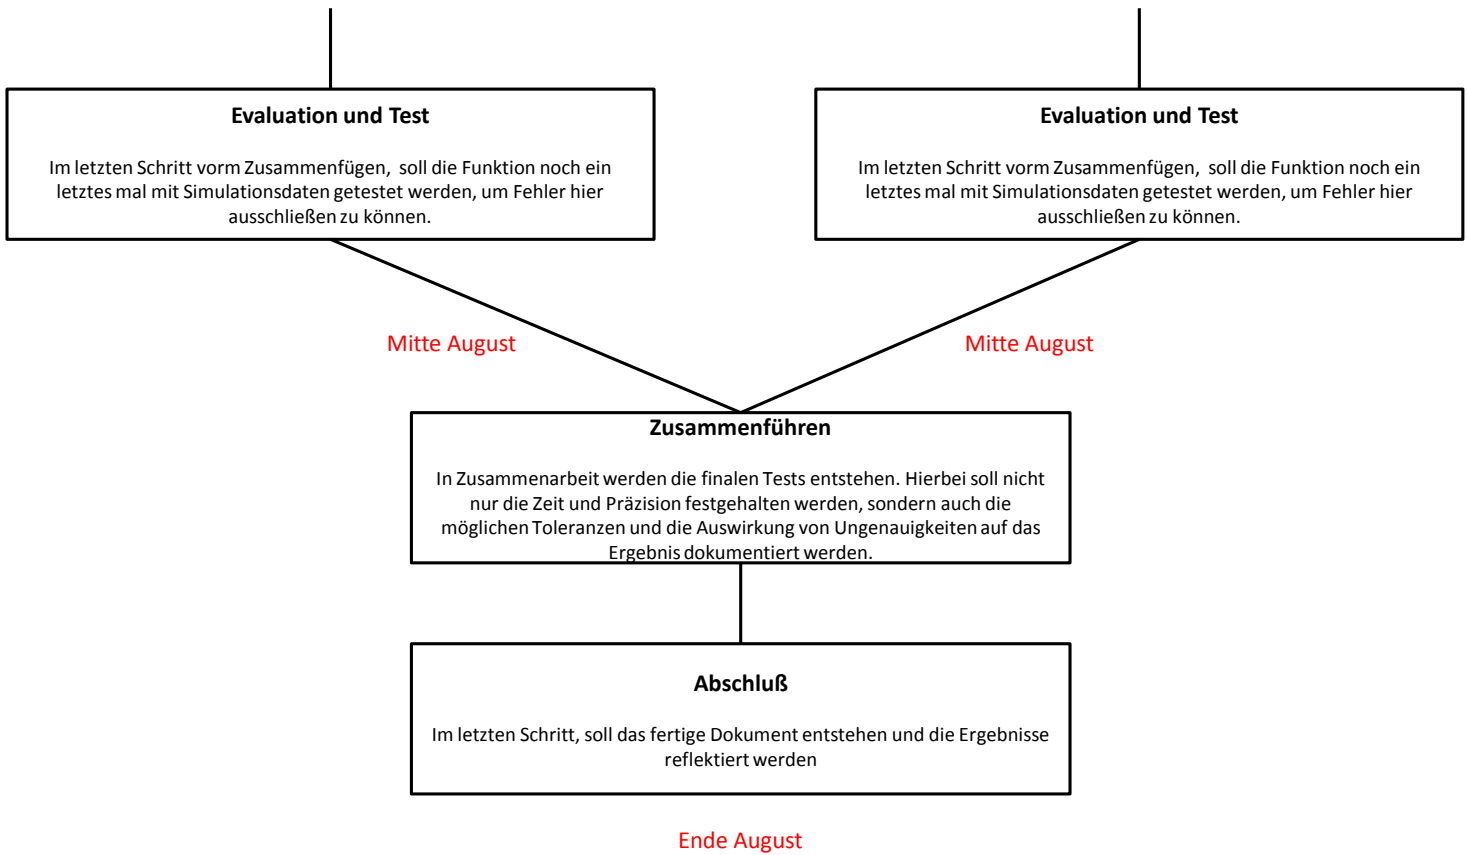 Evaluation und Test
Im letzten Schritt vorm Zusammenfügen, soll die Funktion noch ein
letztes mal mit Simulationsdaten getestet werden, um Fehler hier
ausschließen zu können.
Evaluation und Test
Im letzten Schritt vorm Zusammenfügen, soll die Funktion noch ein
letztes mal mit Simulationsdaten getestet werden, um Fehler hier
ausschließen zu können.
Mitte August
Mitte August
Zusammenführen
In Zusammenarbeit werden die finalen Tests entstehen. Hierbei soll nicht
nur die Zeit und Präzision festgehalten werden, sondern auch die
möglichen Toleranzen und die Auswirkung von Ungenauigkeiten auf das
Ergebnis dokumentiert werden.
Abschluß
Im letzten Schritt, soll das fertige Dokument entstehen und die Ergebnisse
reflektiert werden
Ende August